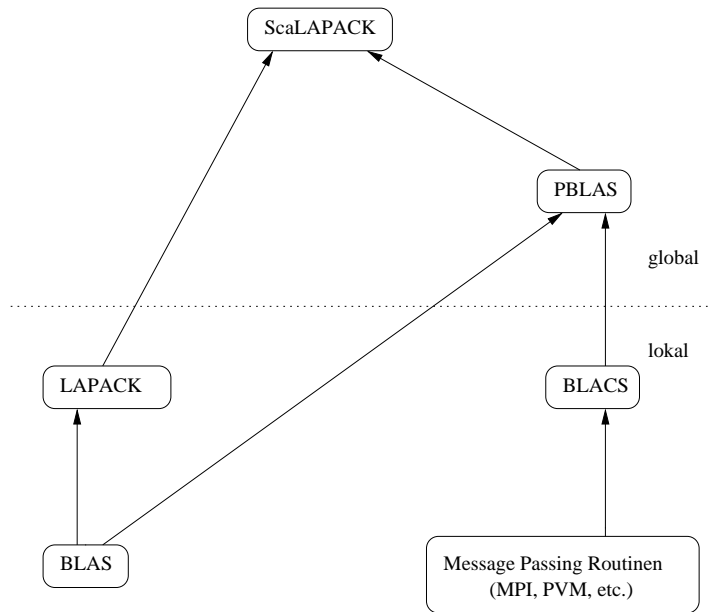 ScaLAPACK
PBLAS
global
lokal
LAPACK
BLACS
BLAS
Message Passing Routinen
(MPI, PVM, etc.)